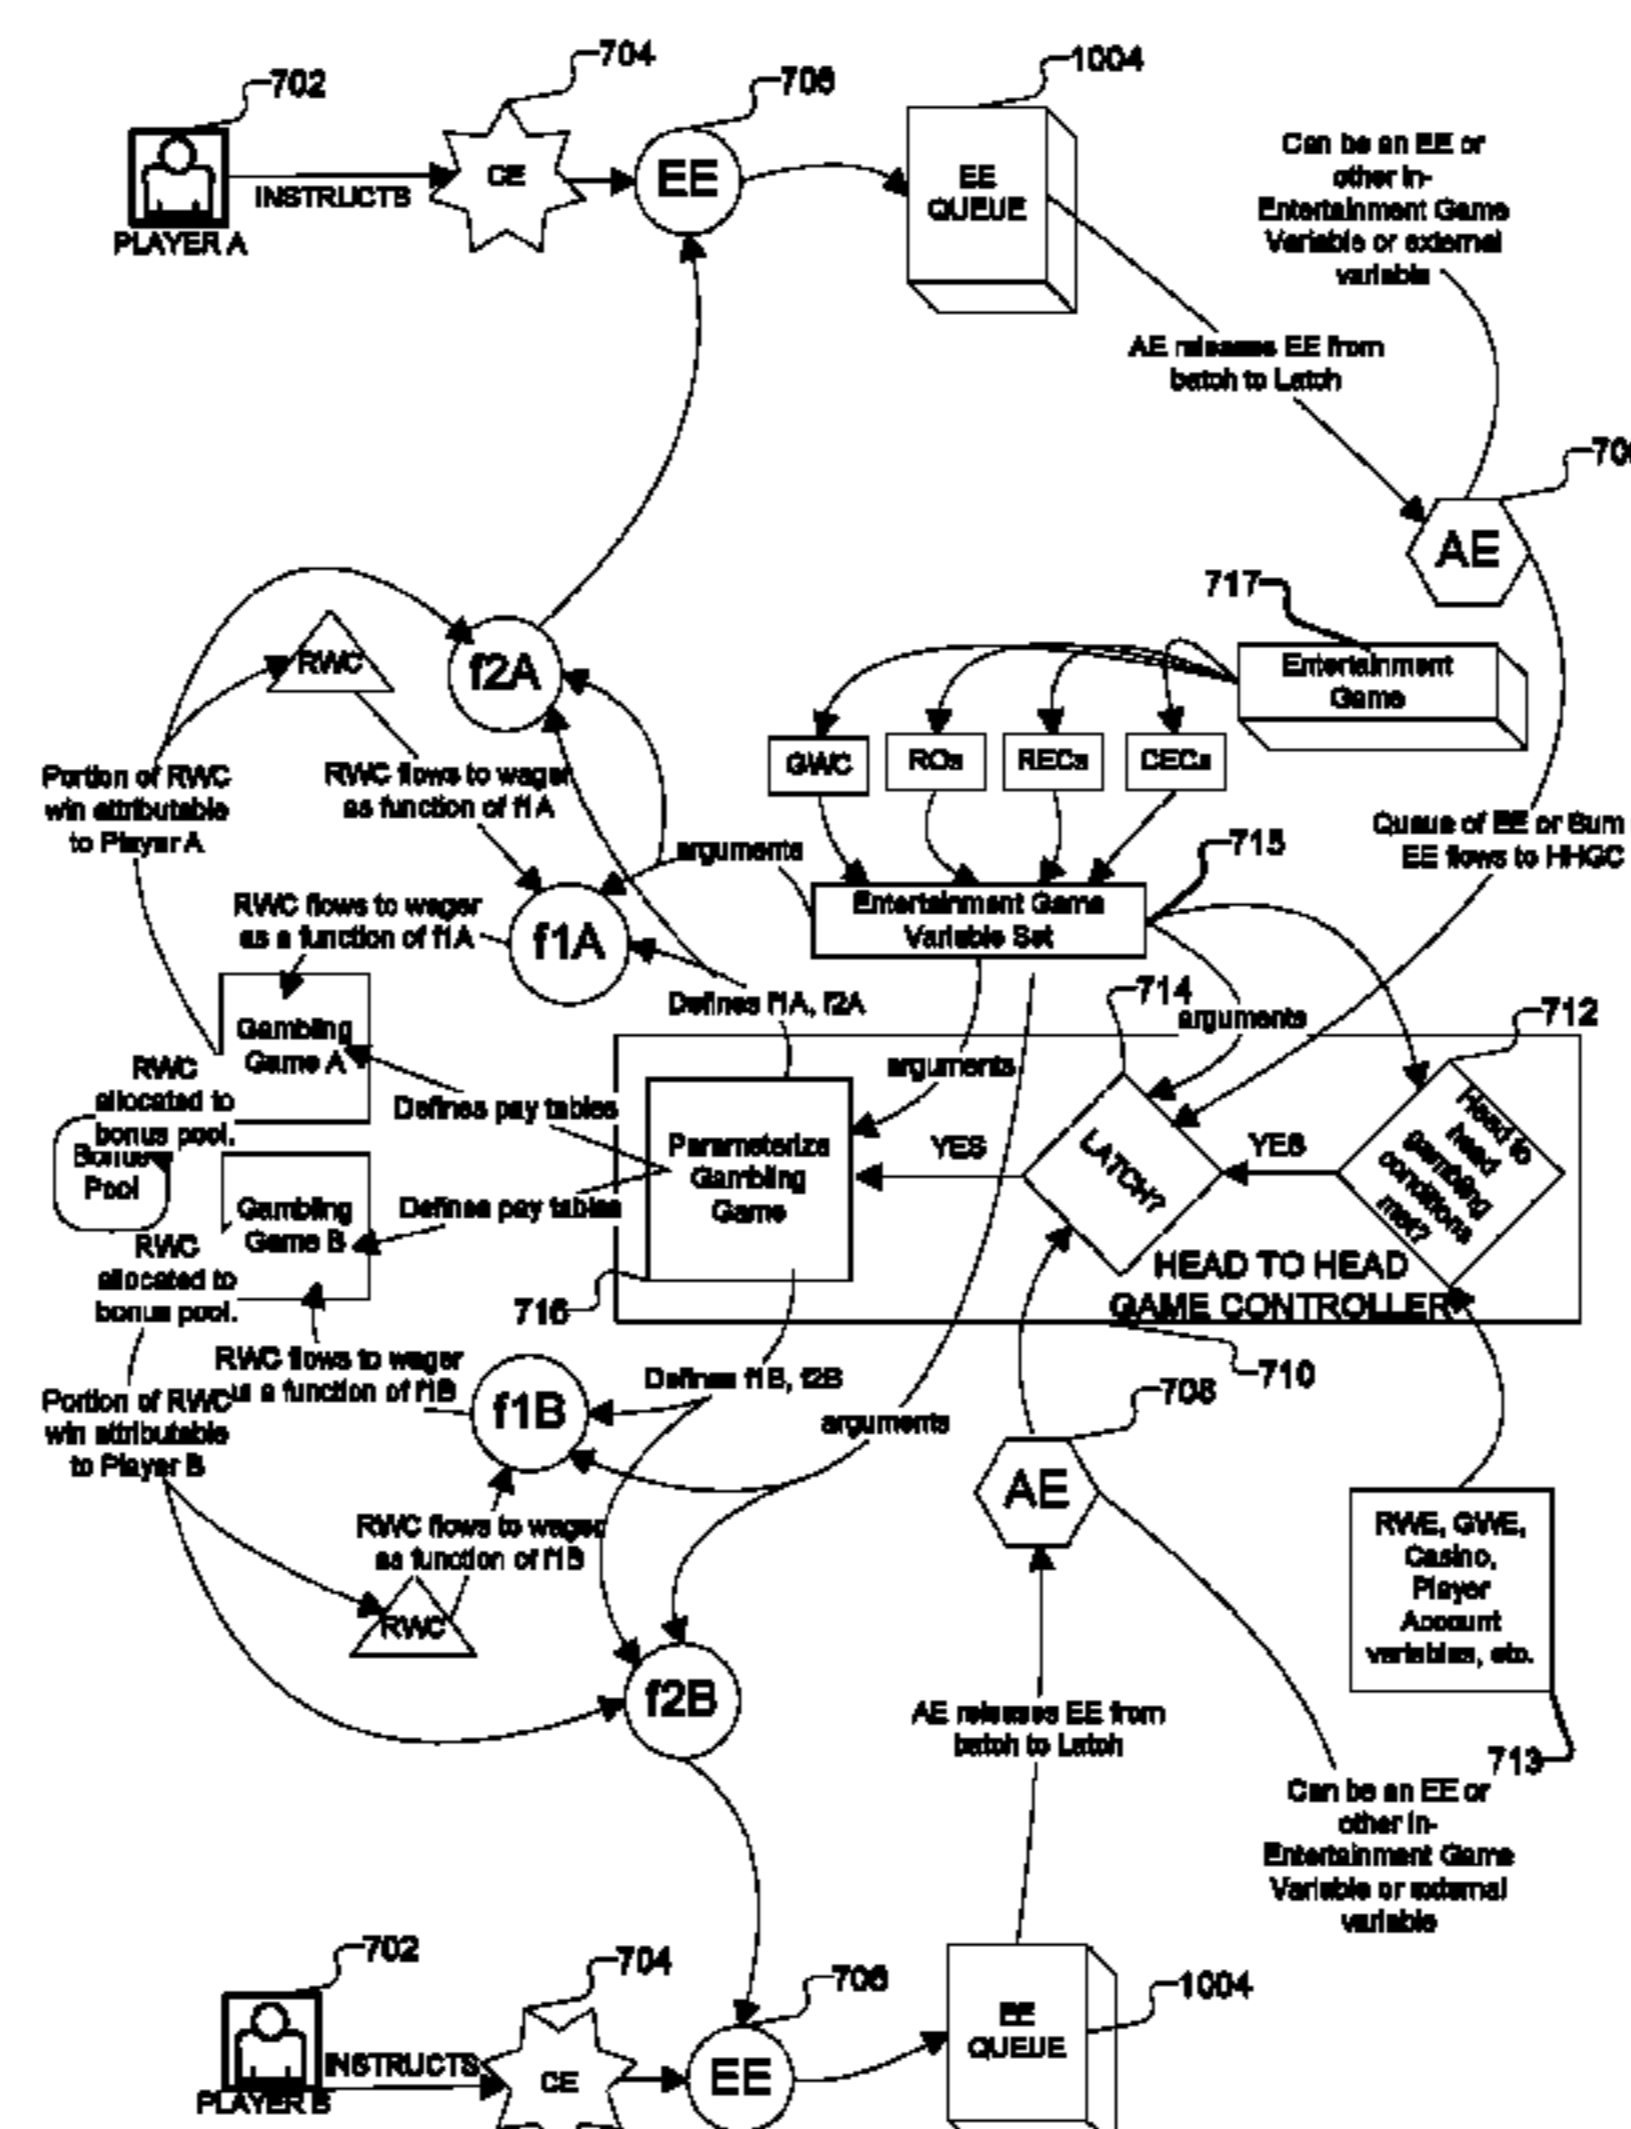 702
704
706
1004
PLAYER A
INSTRUCTS
CE
EE
EE
QUEUE
Can be an EE or
other in-
Entertainment Game
Variable or external
variable
AE releases EE from
batch to Latch
AE
717
Entertainment
Game
RWC
f2A
GWC
ROs
RECs
CECs
Portion of RWC
win attributable
to Player A
RWC flows to wager
as function of f1A
arguments
715
Queue of EE or Sum
EE flows to HHGC
Entertainment Game
Variable Set
RWC flows to wager
as a function of f1A
f1A
Defines f1A, f2A
714
arguments
712
Gambling
Game A
RWC
allocated to
bonus pool.
Bonus
Pool
Defines pay tables
arguments
Parameterize
Gambling
Game
YES
LATCH?
YES
Head to
head
gambling
conditions
met?
Gambling
Game B
Defines pay tables
RWC
allocated to
bonus pool.
716
HEAD TO HEAD
GAME CONTROLLER
710
RWC flows to wager
as a function of f1B
f1B
Defines f1B, f2B
arguments
708
Portion of RWC
win attributable
to Player B
AE
RWC flows to wager
as function of f1B
RWC
RWE, GWE,
Casino,
Player
Account
variables, etc.
713
f2B
AE releases EE from
batch to Latch
Can be an EE or
other in-
Entertainment Game
Variable or external
variable
702
704
706
1004
PLAYER B
INSTRUCTS
CE
EE
EE
QUEUE